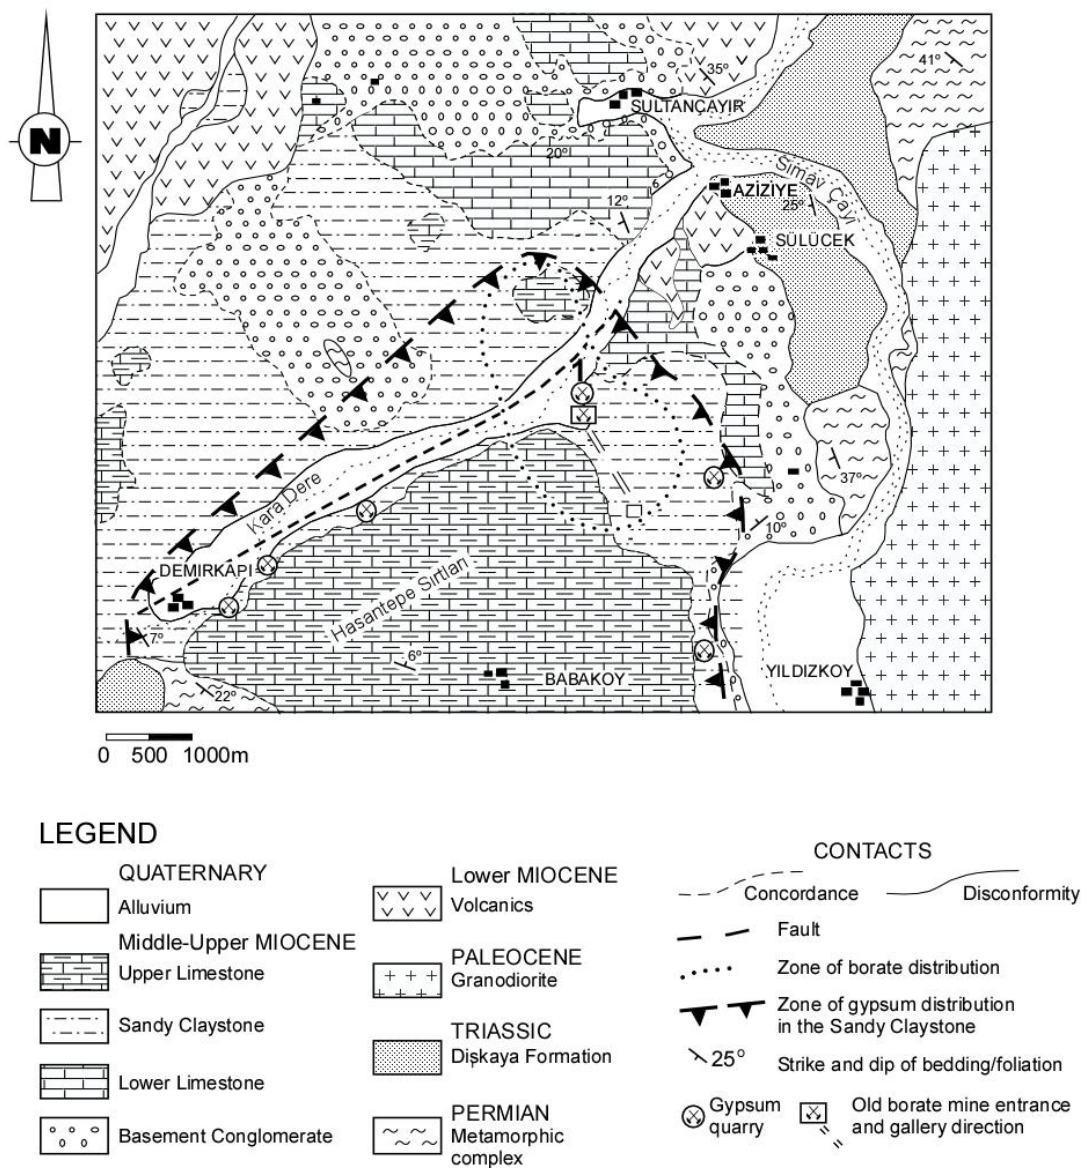 N
35°
41°
SULTANÇAYIR
20°
Simav Çayı
AZİZİYE
25°
12°
SÜLÜCEK
37°
10°
Kara Dere
DEMIRKAPI
Hasantepe Sırtları
7°
6°
22°
BABAKOY
YILDIZKOY
0 500 1000m
LEGEND
QUATERNARY
Alluvium
Middle-Upper MIOCENE
Upper Limestone
Sandy Claystone
Lower Limestone
Basement Conglomerate
Lower MIOCENE
Volcanics
PALEOCENE
Granodiorite
TRIASSIC
Dişkaya Formation
PERMIAN
Metamorphic
complex
CONTACTS
Concordance
Disconformity
Fault
Zone of borate distribution
Zone of gypsum distribution
in the Sandy Claystone
25°
Strike and dip of bedding/foliation
Gypsum
quarry
Old borate mine entrance
and gallery direction